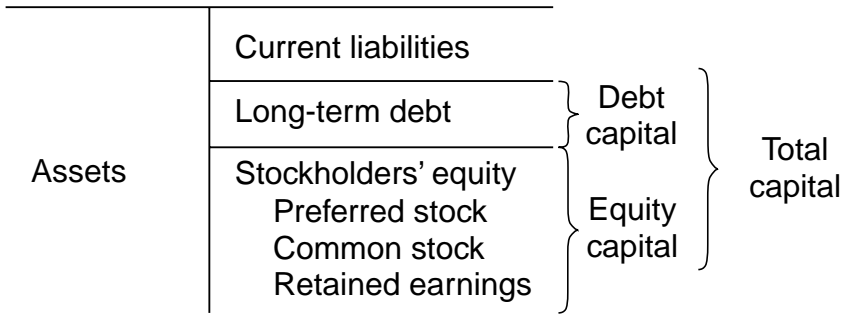 Current liabilities
Long-term debt
Debt
capital
Assets
Stockholders’ equity
Preferred stock
Common stock
Retained earnings
Equity
capital
Total
capital